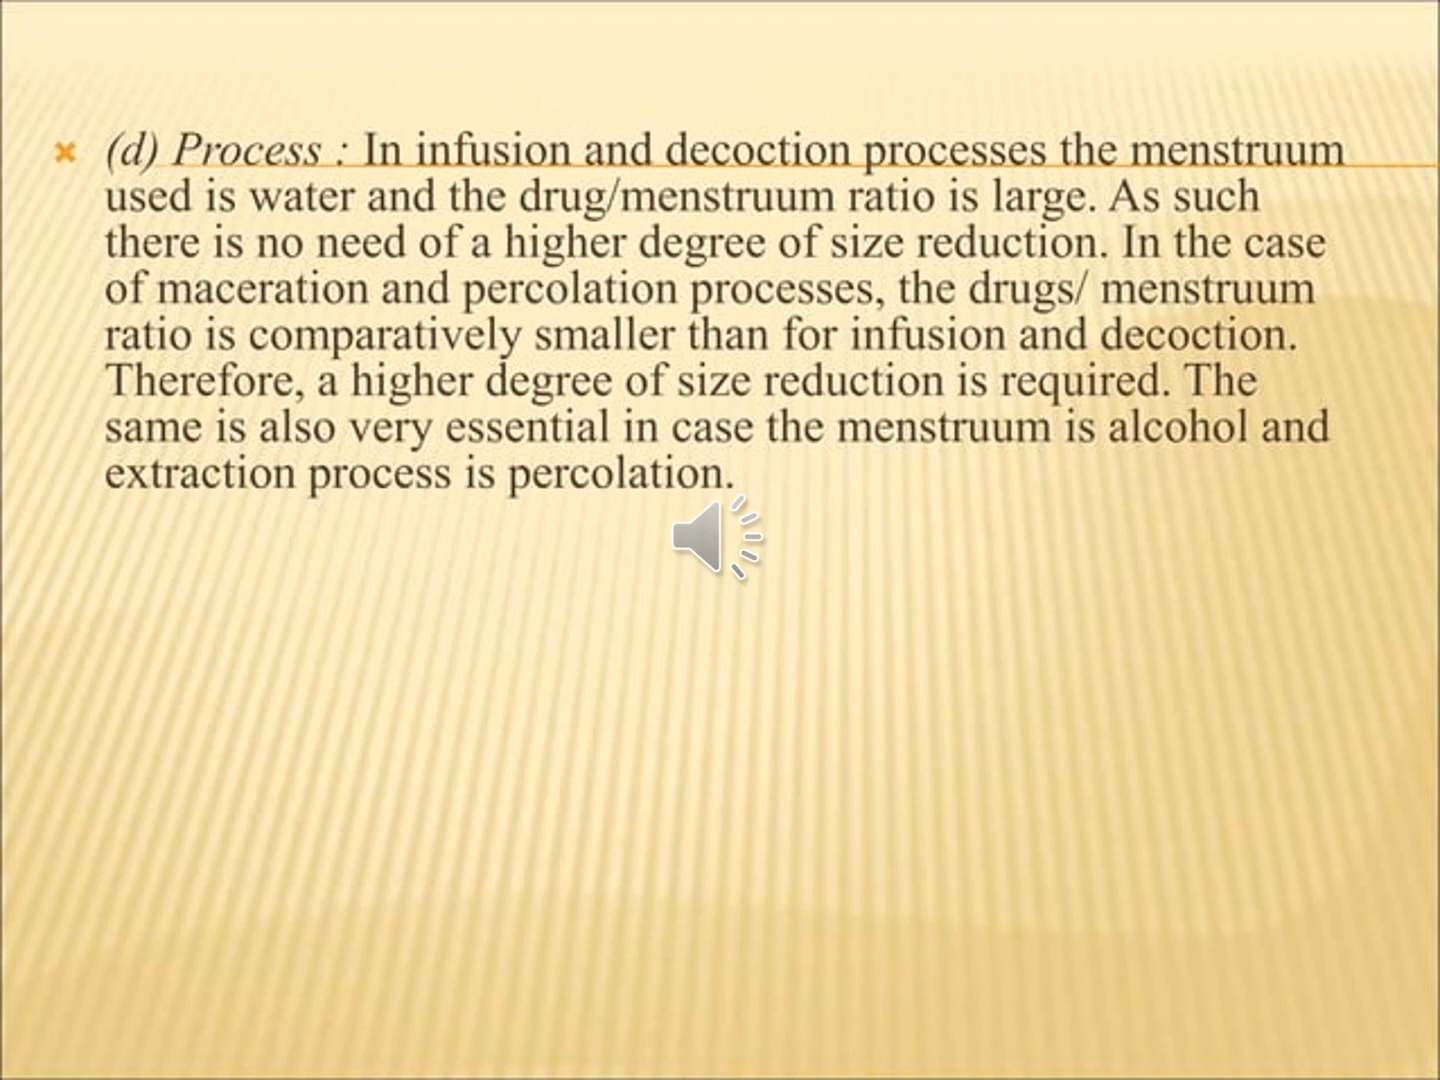 (d) Process : In infusion and decoction processes the menstruum
used is water and the drug/menstruum ratio is large. As such
there is no need of a higher degree of size reduction. In the case
of maceration and percolation processes, the drugs/ menstruum
ratio is comparatively smaller than for infusion and decoction.
Therefore, a higher degree of size reduction is required. The
same is also very essential in case the menstruum is alcohol and
extraction process is percolation.